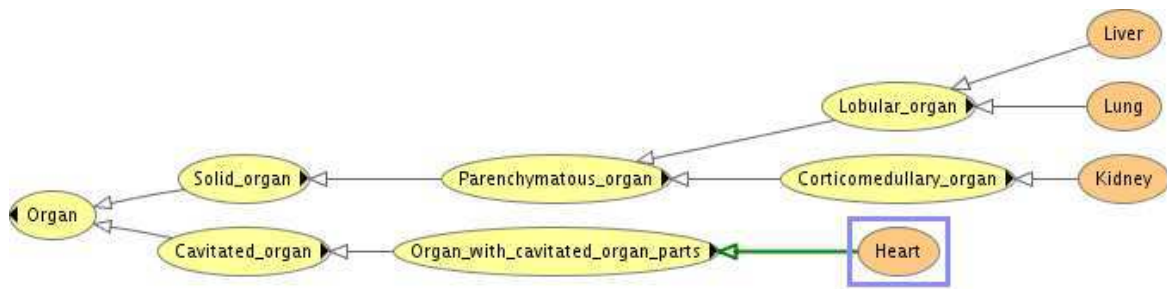 Liver
Lobular_organ
Lung
Solid_organ
Parenchymatous_organ
Corticomedullary_organ
Kidney
Organ
Cavitated_organ
Organ_with_cavitated_organ_parts
Heart